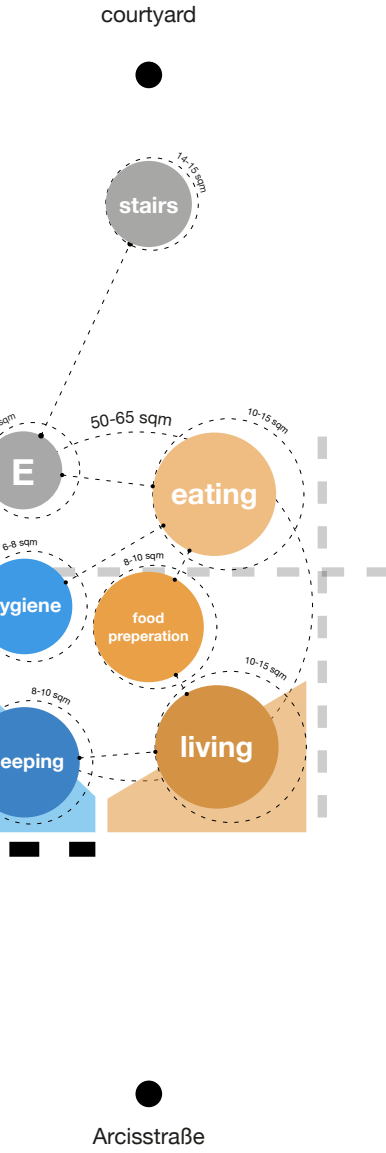 courtyard
14-15 sqm
stairs
sqm
50-65 sqm
10-15 sqm
E
eating
6-8 sqm
8-10 sqm
ygiene
food
preperation
8-10 sqm
10-15 sqm
eeping
living
Arcisstraße